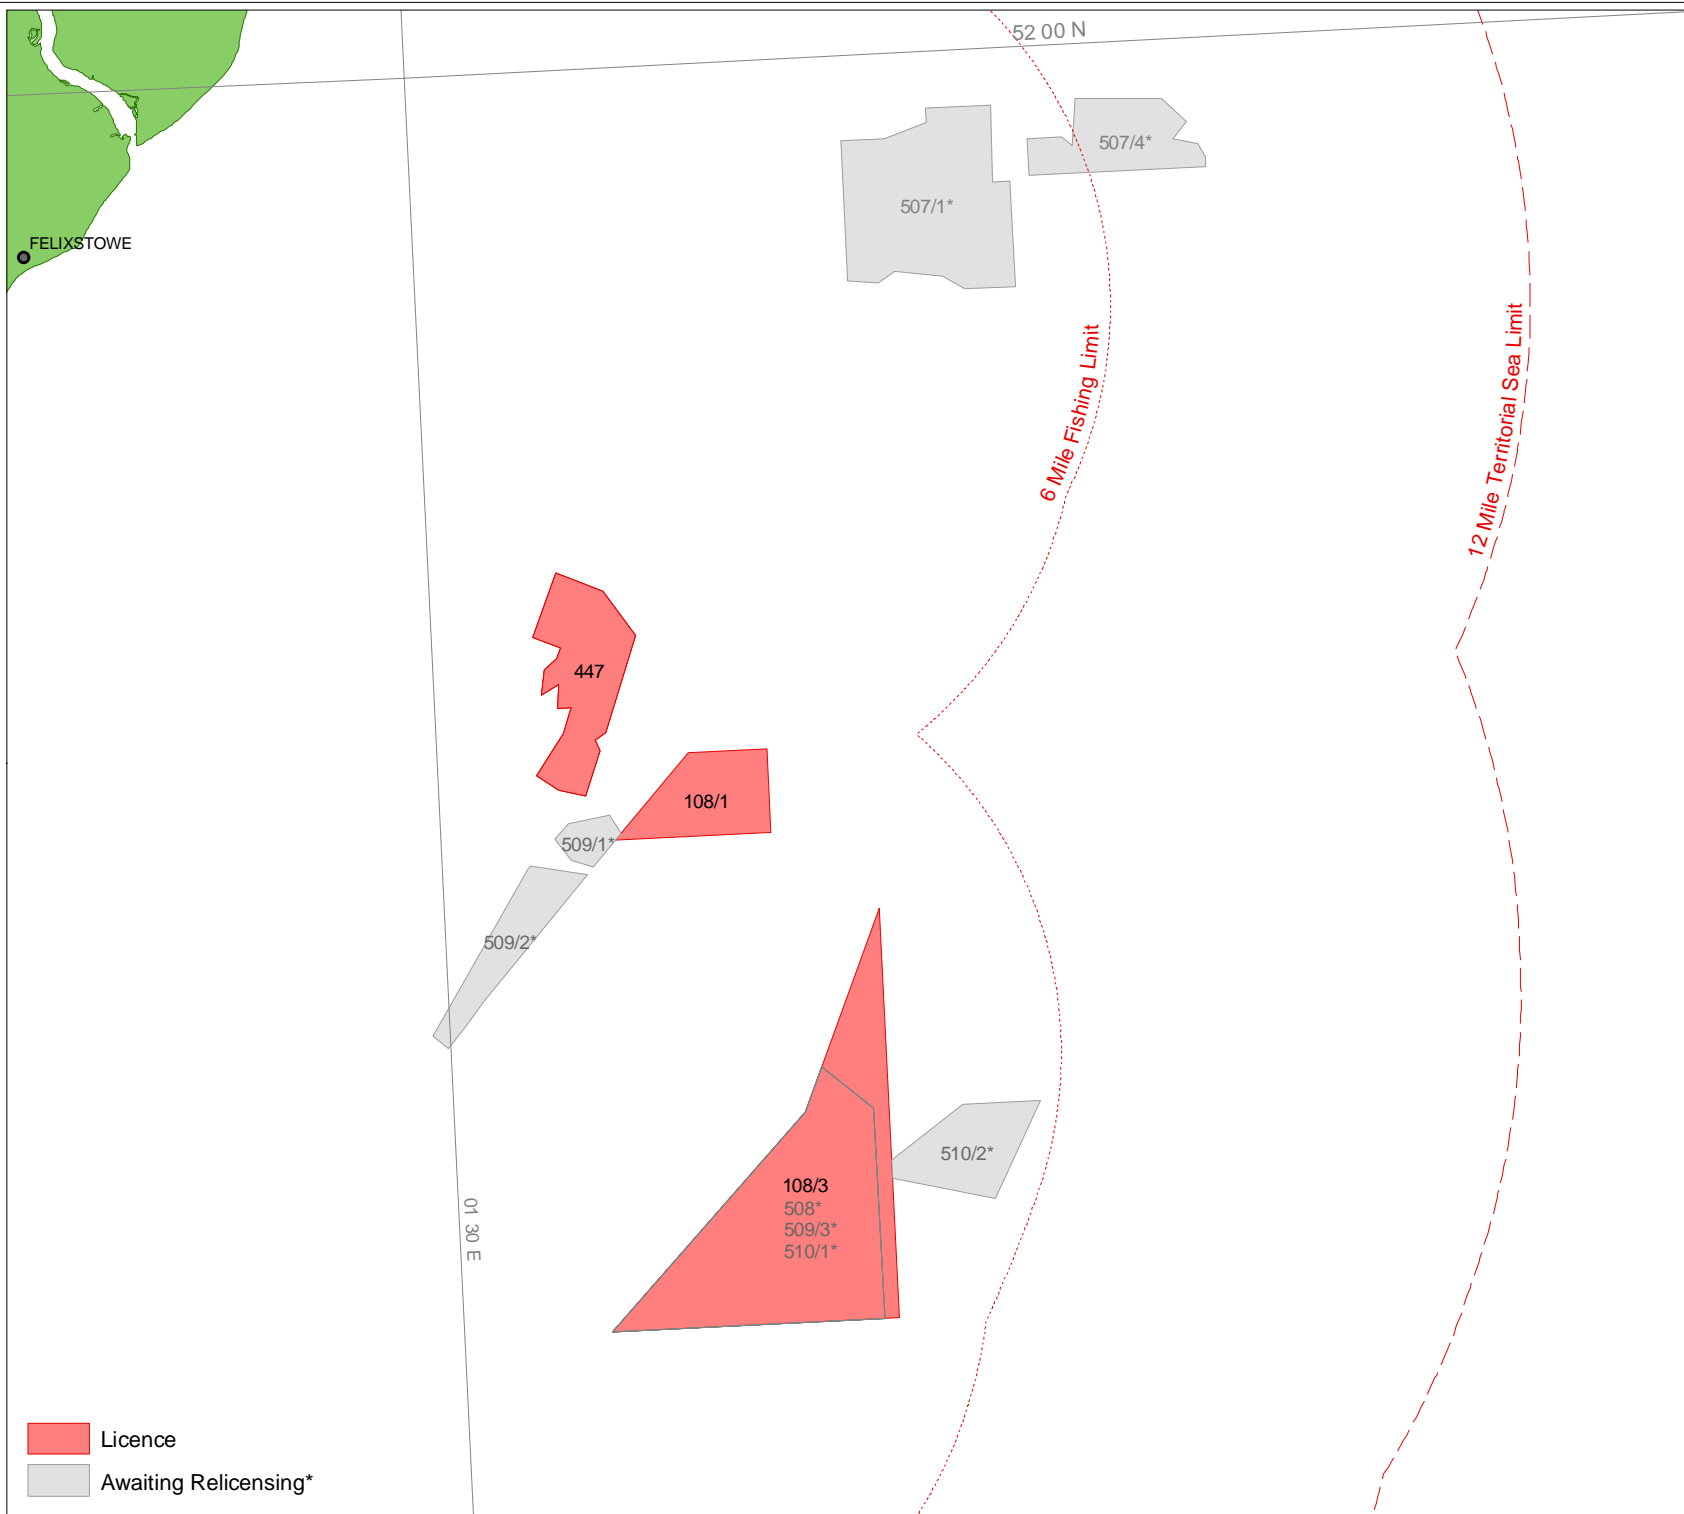 52 00 N
507/4*
507/1*
FELIXSTOWE
6 Mile Fishing Limit
12 Mile Territorial Sea Limit
447
108/1
509/1*
509/2*
510/2*
108/3
508*
509/3*
510/1*
01 30 E
Licence
Awaiting Relicensing*